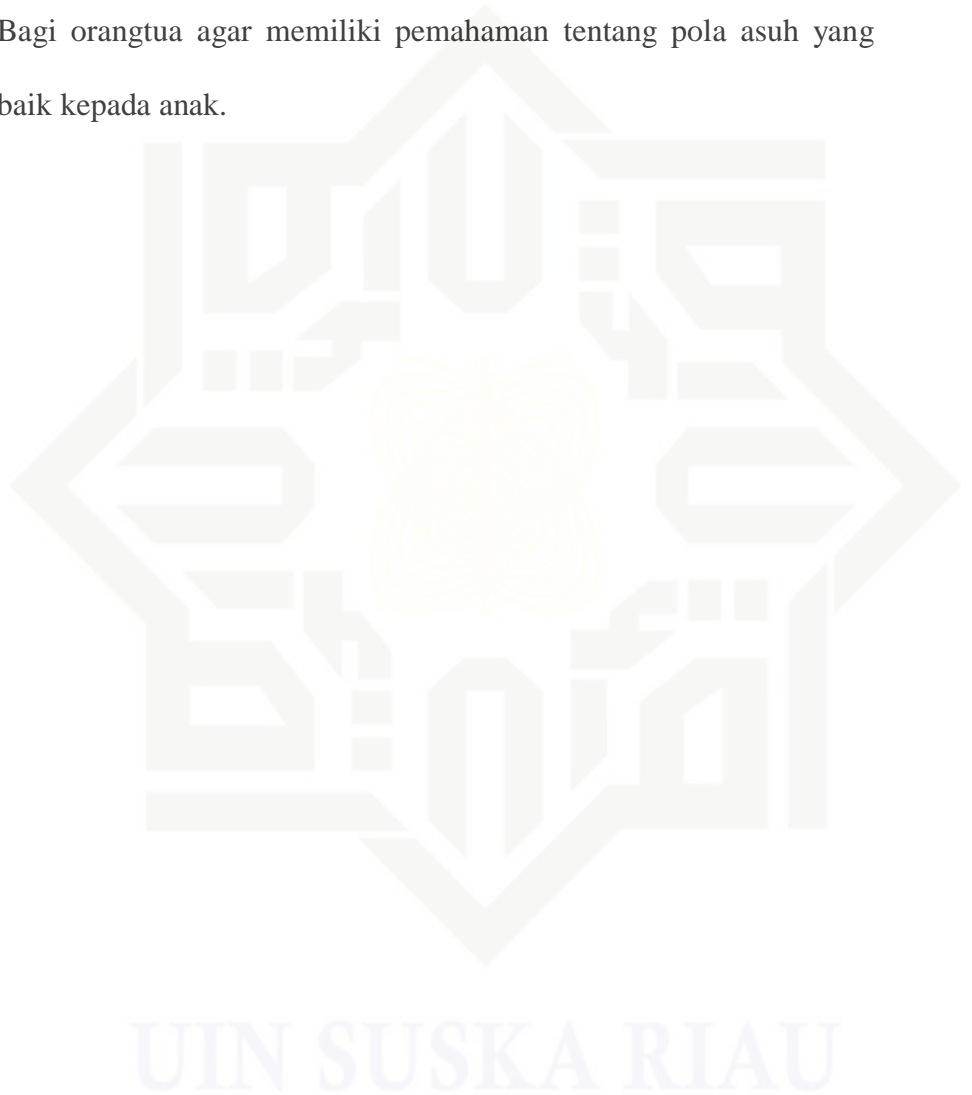 Bagi orangtua agar memiliki pemahaman tentang pola asuh yang
baik kepada anak.
UIN SUSKA RIAU